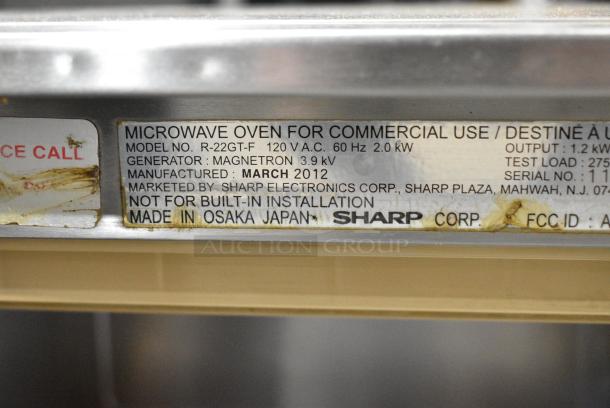 CE CALL
MICROWAVE OVEN FOR COMMERCIAL USE / DESTINÉ À U
MODEL NO. R-22GT-F 120 V A.C. 60 Hz 2.0 kW OUTPUT : 1.2 kW
GENERATOR : MAGNETRON 3.9 kV TEST LOAD : 275
MANUFACTURED : MARCH 2012 SERIAL NO. : 11
MARKETED BY SHARP ELECTRONICS CORP., SHARP PLAZA, MAHWAH, N.J. 074
NOT FOR BUILT-IN INSTALLATION
MADE IN OSAKA JAPAN SHARP CORP. FCC ID : A
AUCTION GROUP